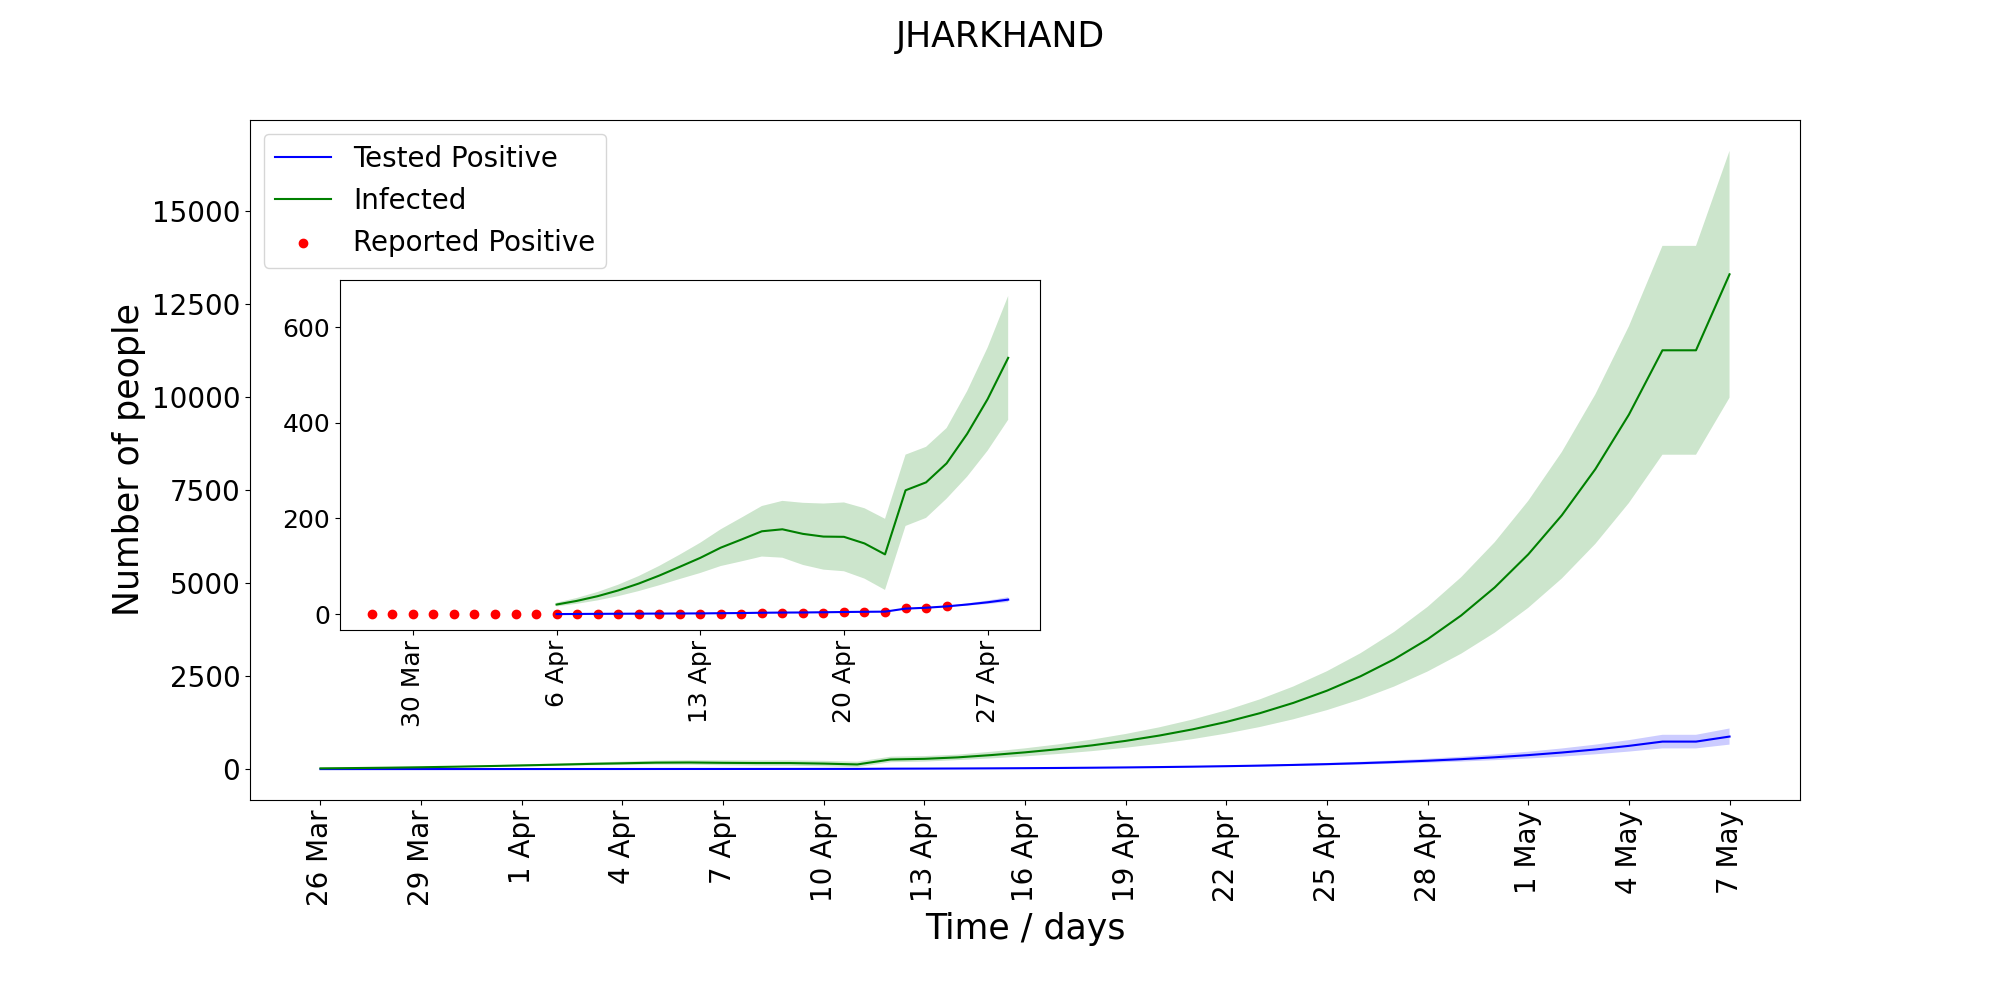 JHARKHAND
Tested Positive
Infected
Reported Positive
Number of people
15000
12500
10000
7500
5000
2500
0
600
400
200
0
30 Mar
6 Apr
13 Apr
20 Apr
27 Apr
26 Mar
29 Mar
1 Apr
4 Apr
7 Apr
10 Apr
13 Apr
16 Apr
19 Apr
22 Apr
25 Apr
28 Apr
1 May
4 May
7 May
Time / days